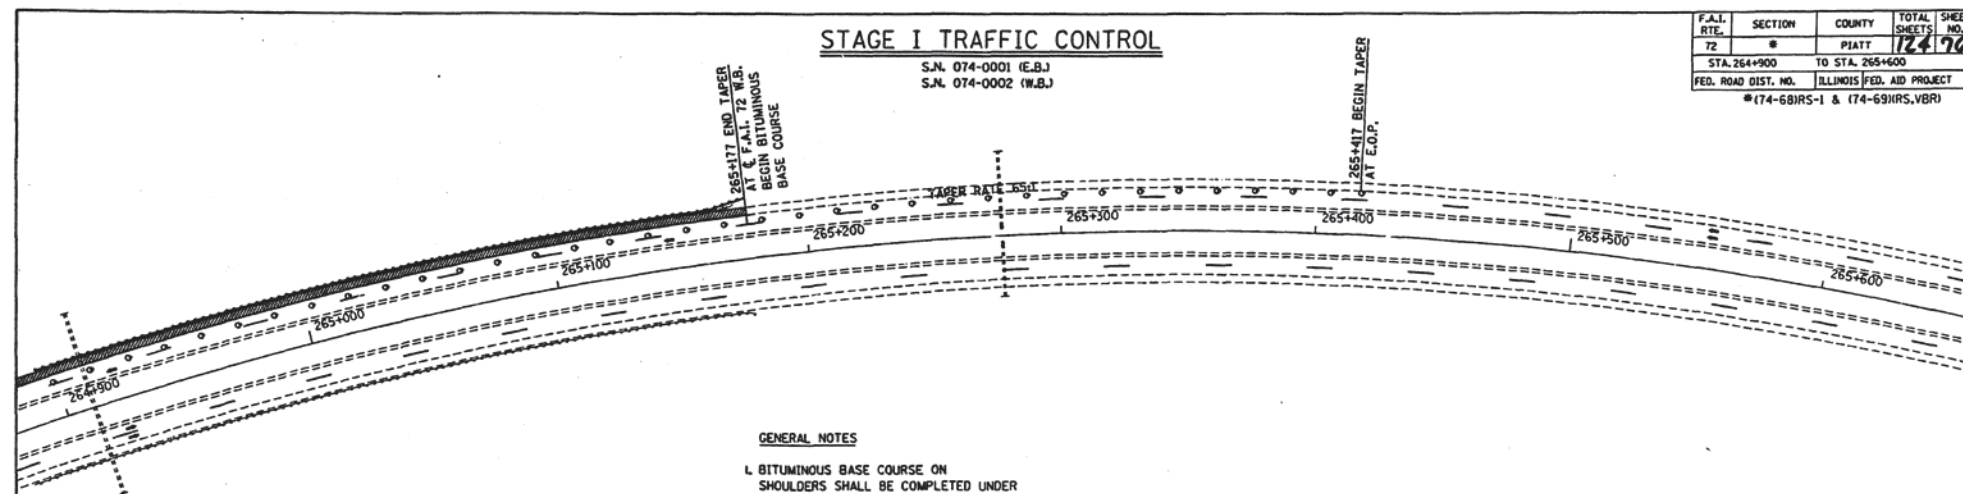 STAGE I TRAFFIC CONTROL
S.N. 074-0001 (E.B.)
S.N. 074-0002 (W.B.)
F.A.I. RTE. SECTION COUNTY TOTAL SHEETS SHEE NO.
72 * PIATT 124
STA. 264+900 TO STA. 265+600
FED. ROAD DIST. NO. ILLINOIS FED. AID PROJECT
*(74-68)RS-1 & (74-69)(RS,VBR)
265+177 END TAPER
AT ℄ F.A.I. 72 W.B.
BEGIN BITUMINOUS
BASE COURSE
265+417 BEGIN TAPER
AT E.O.P.
TAPER RATE 65:1
264+900
265+000
265+100
265+200
265+300
265+400
265+500
265+600
GENERAL NOTES
1. BITUMINOUS BASE COURSE ON
SHOULDERS SHALL BE COMPLETED UNDER